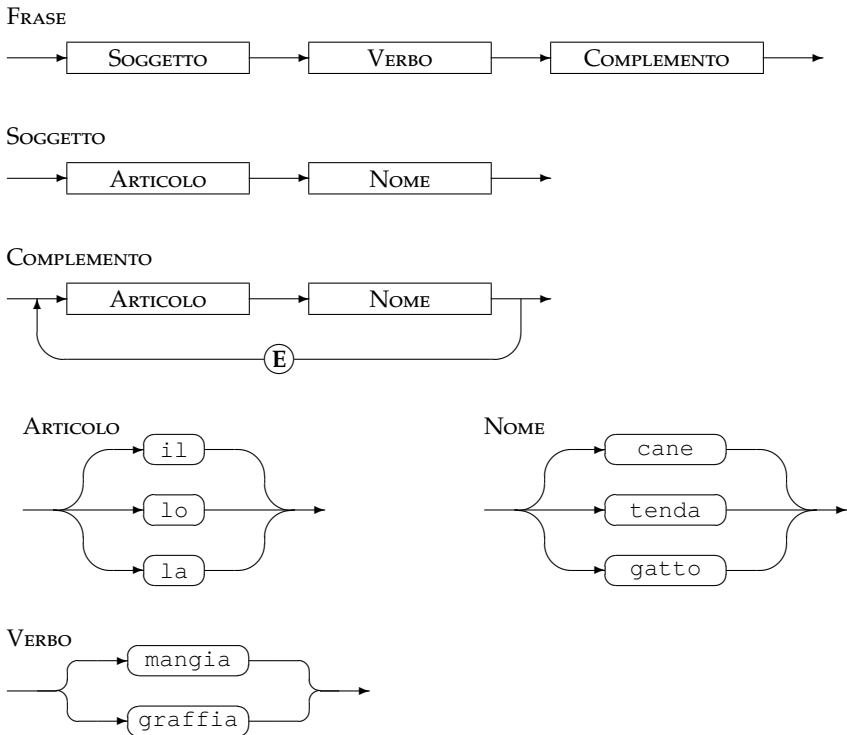 FRASE
SOGGETTO VERBO COMPLEMENTO
SOGGETTO
ARTICOLO NOME
COMPLEMENTO
ARTICOLO NOME
E
ARTICOLO
il
lo
la
NOME
cane
tenda
gatto
VERBO
mangia
graffia